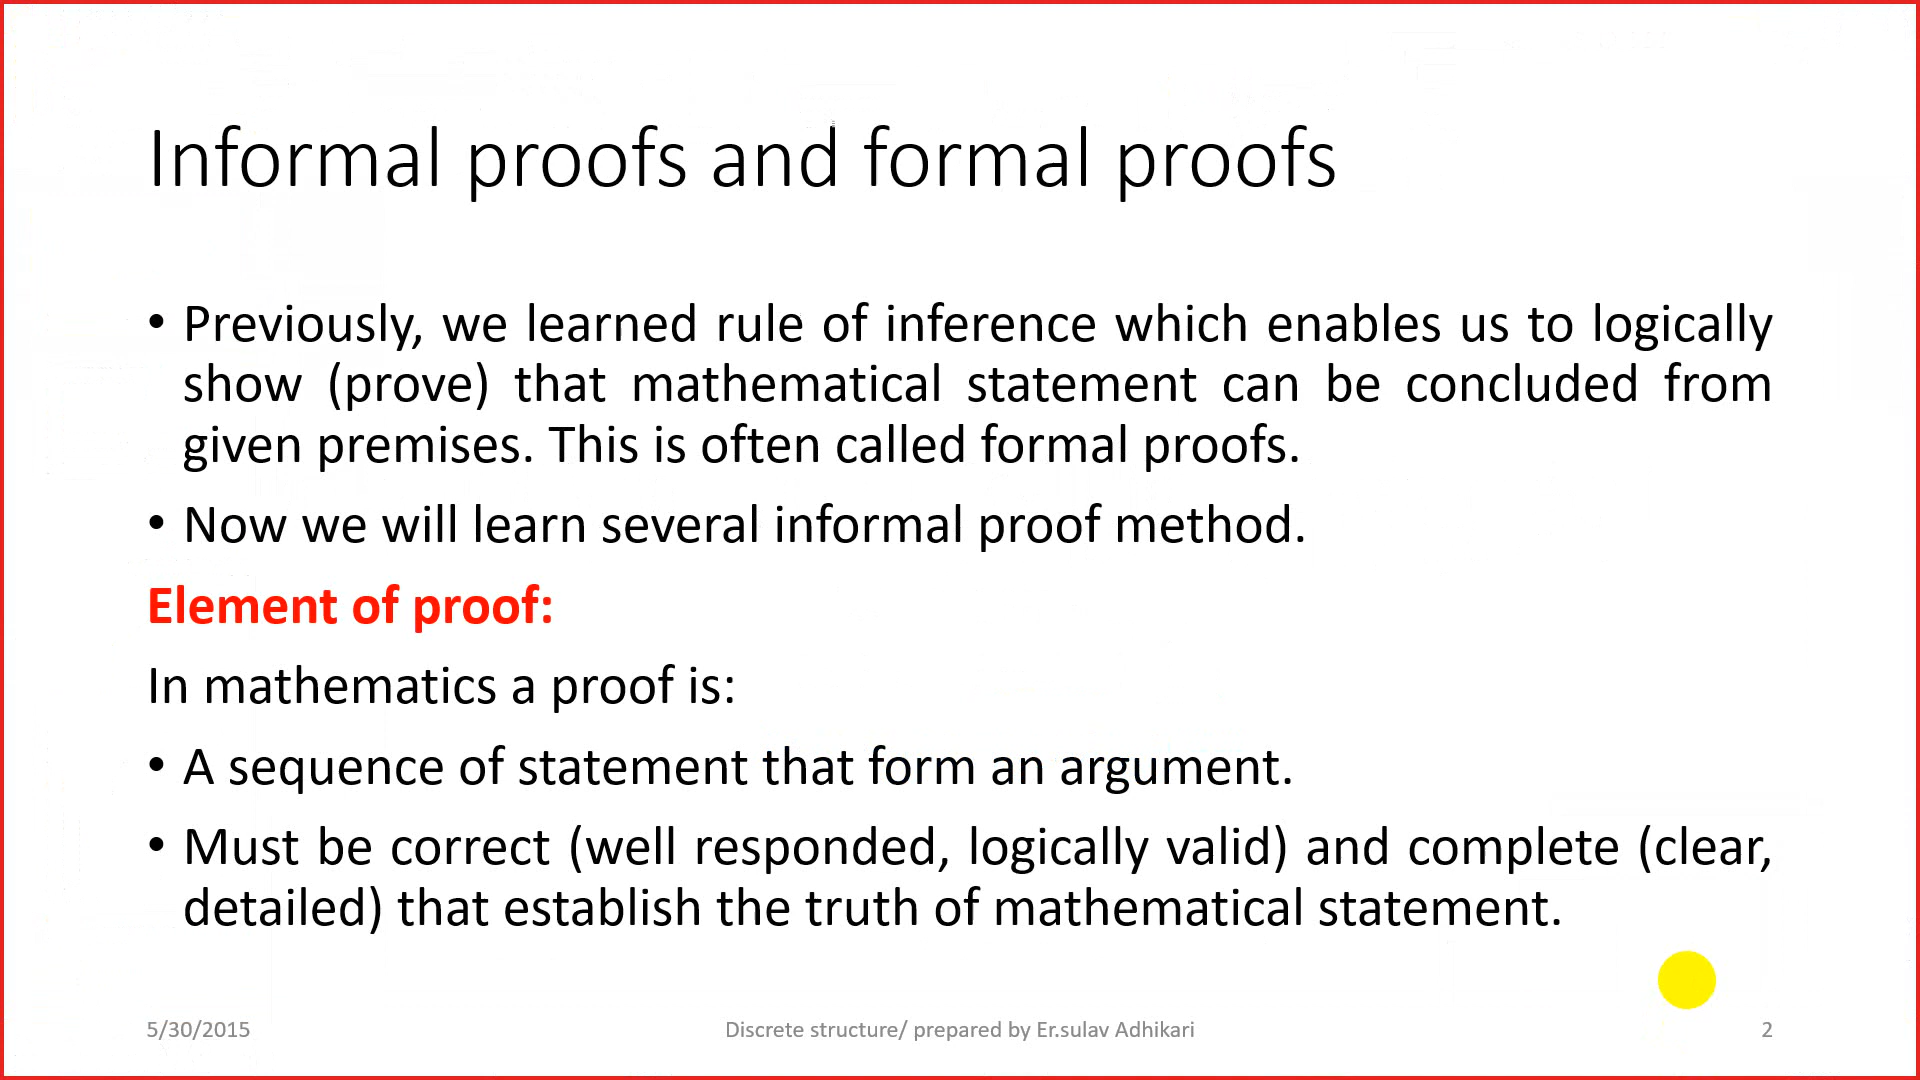 Informal proofs and formal proofs
• Previously, we learned rule of inference which enables us to logically
show (prove) that mathematical statement can be concluded from
given premises. This is often called formal proofs.
• Now we will learn several informal proof method.
Element of proof:
In mathematics a proof is:
• A sequence of statement that form an argument.
• Must be correct (well responded, logically valid) and complete (clear,
detailed) that establish the truth of mathematical statement.
5/30/2015
Discrete structure/ prepared by Er.sulav Adhikari
2